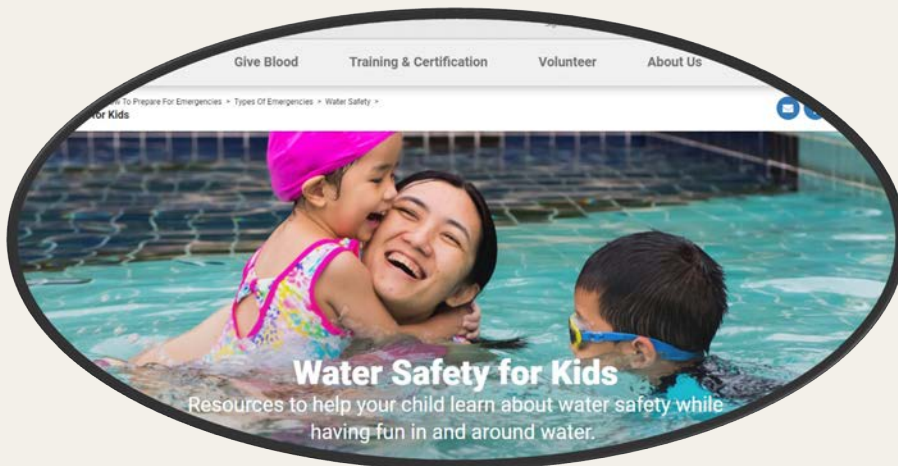 Give Blood Training & Certification Volunteer About Us
To Prepare For Emergencies > Types Of Emergencies > Water Safety >
for Kids
Water Safety for Kids
Resources to help your child learn about water safety while
having fun in and around water.